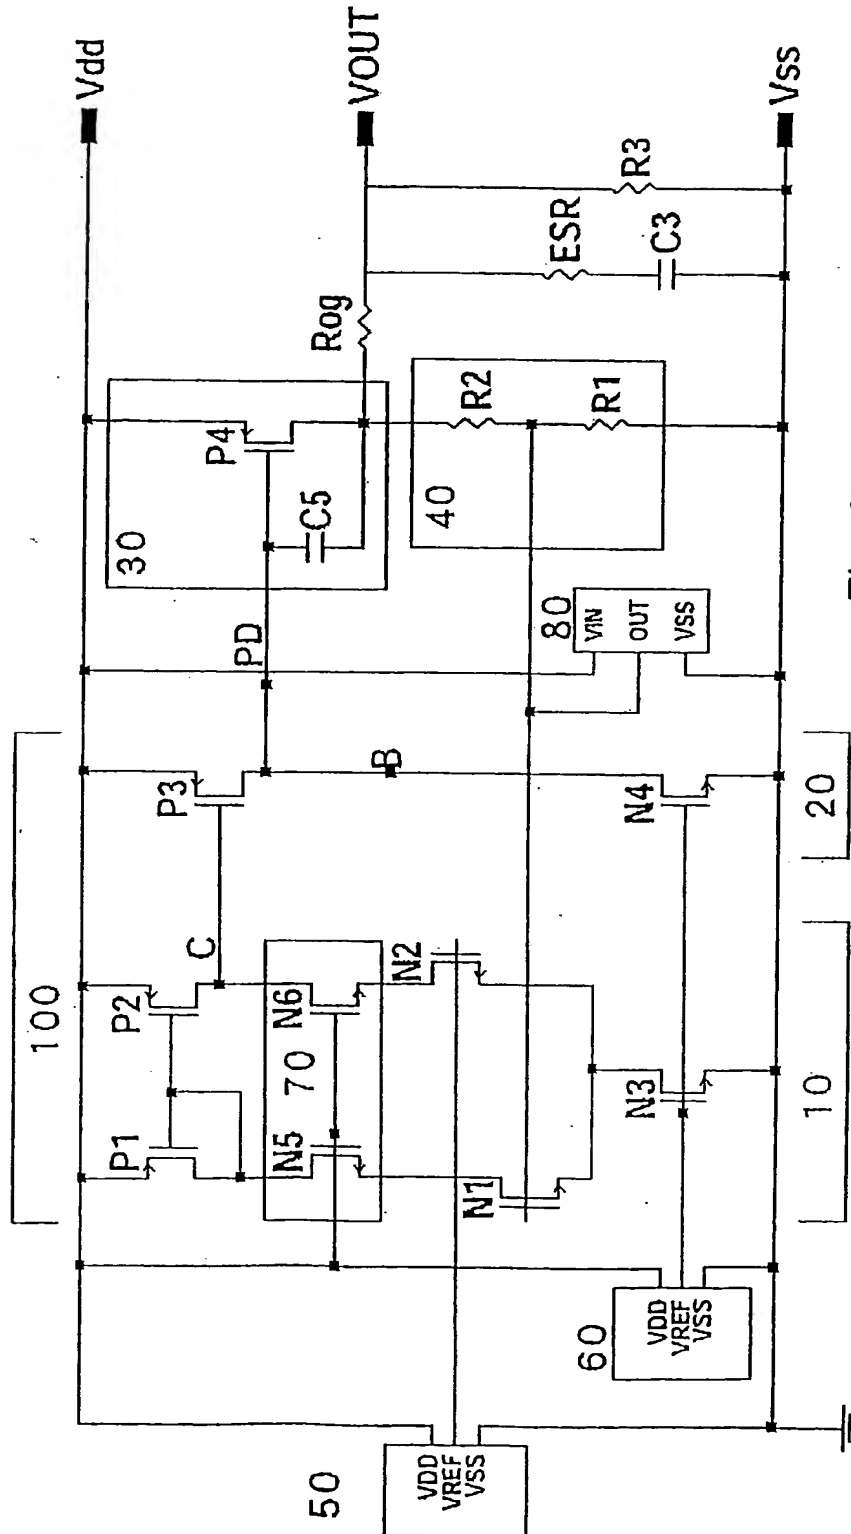 Vdd
VOUT
Vss
R3
ESR
C3
Rog
R2
R1
P4
C5
30
40
80
VIN
OUT
VSS
PD
B
P3
N4
20
C
100
P2
P1
N6
70
N5
N2
N1
N3
10
60
VDD
VREF
VSS
50
VDD
VREF
VSS